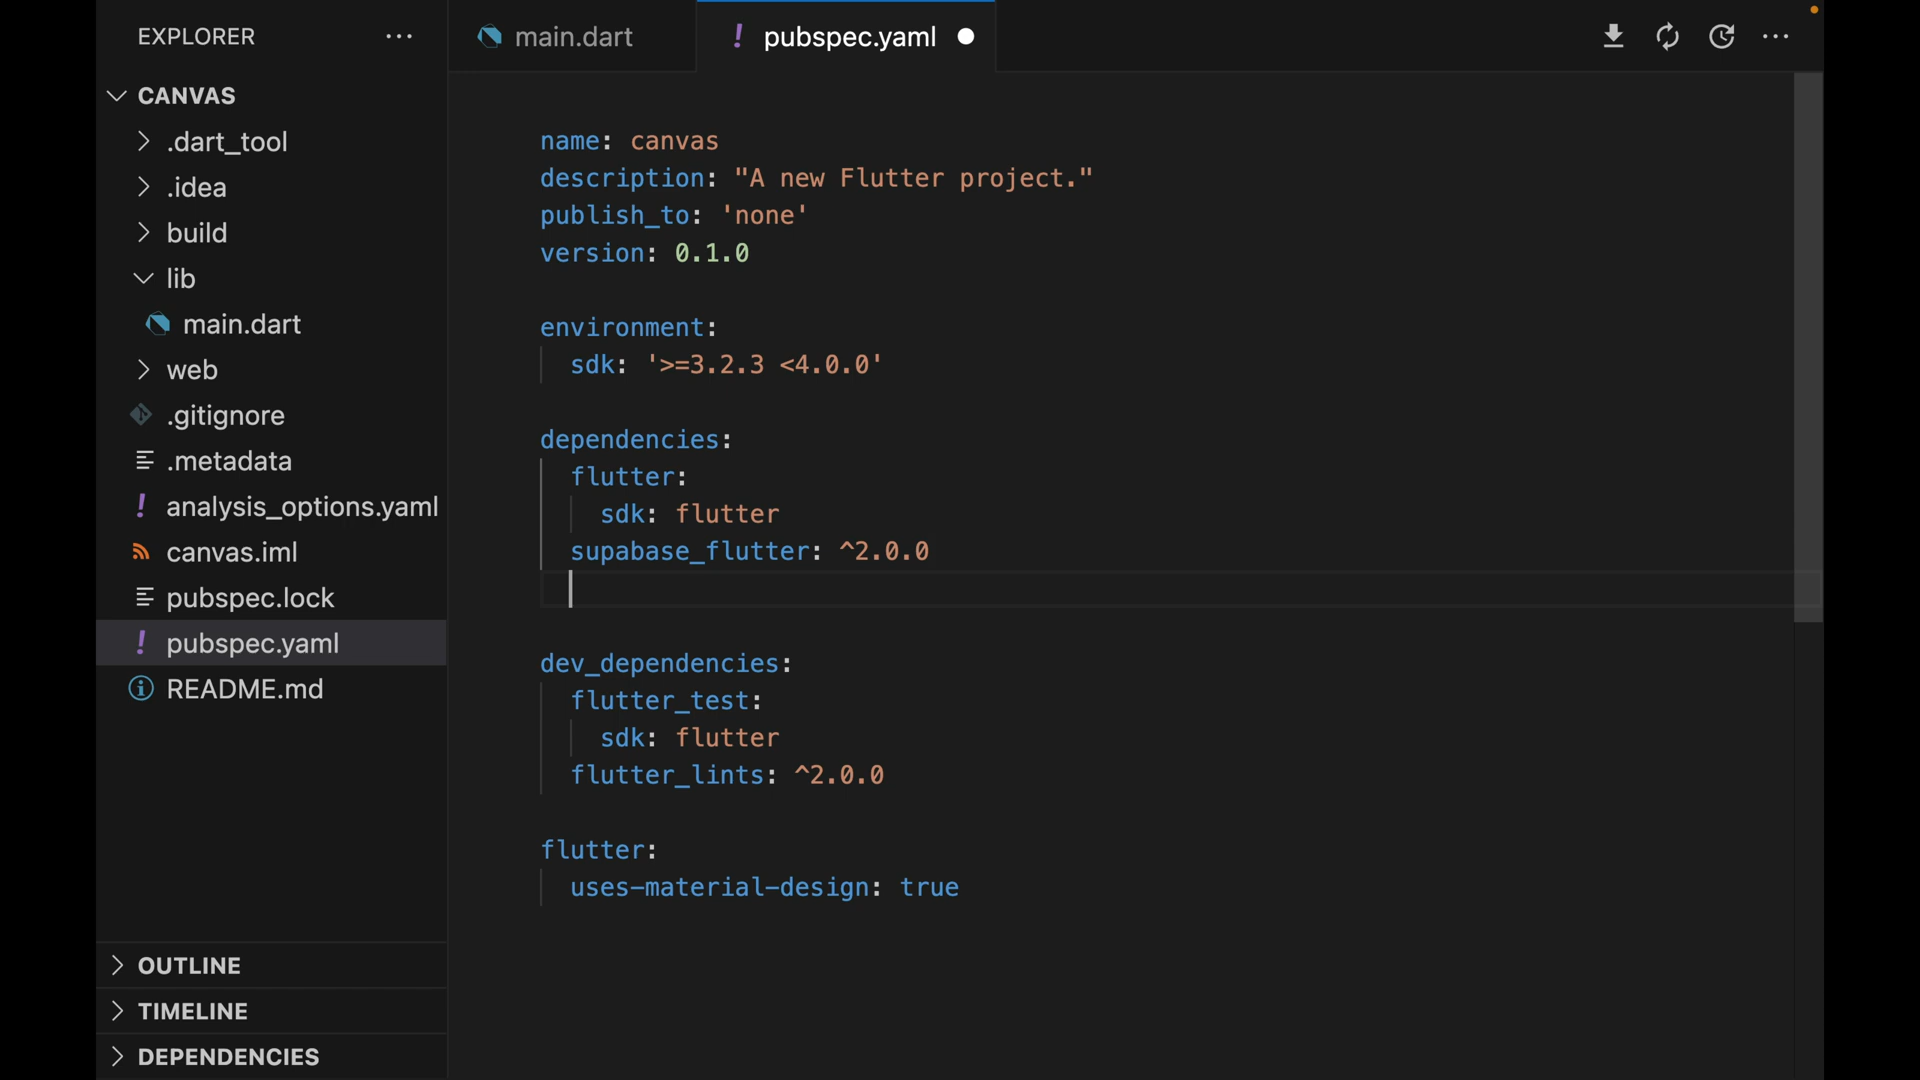 EXPLORER
CANVAS
.dart_tool
.idea
build
lib
main.dart
web
.gitignore
.metadata
analysis_options.yaml
canvas.iml
pubspec.lock
pubspec.yaml
README.md
OUTLINE
TIMELINE
DEPENDENCIES
main.dart
pubspec.yaml
name: canvas
description: "A new Flutter project."
publish_to: 'none'
version: 0.1.0
environment:
sdk: '>=3.2.3 <4.0.0'
dependencies:
flutter:
sdk: flutter
supabase_flutter: ^2.0.0
dev_dependencies:
flutter_test:
sdk: flutter
flutter_lints: ^2.0.0
flutter:
uses-material-design: true